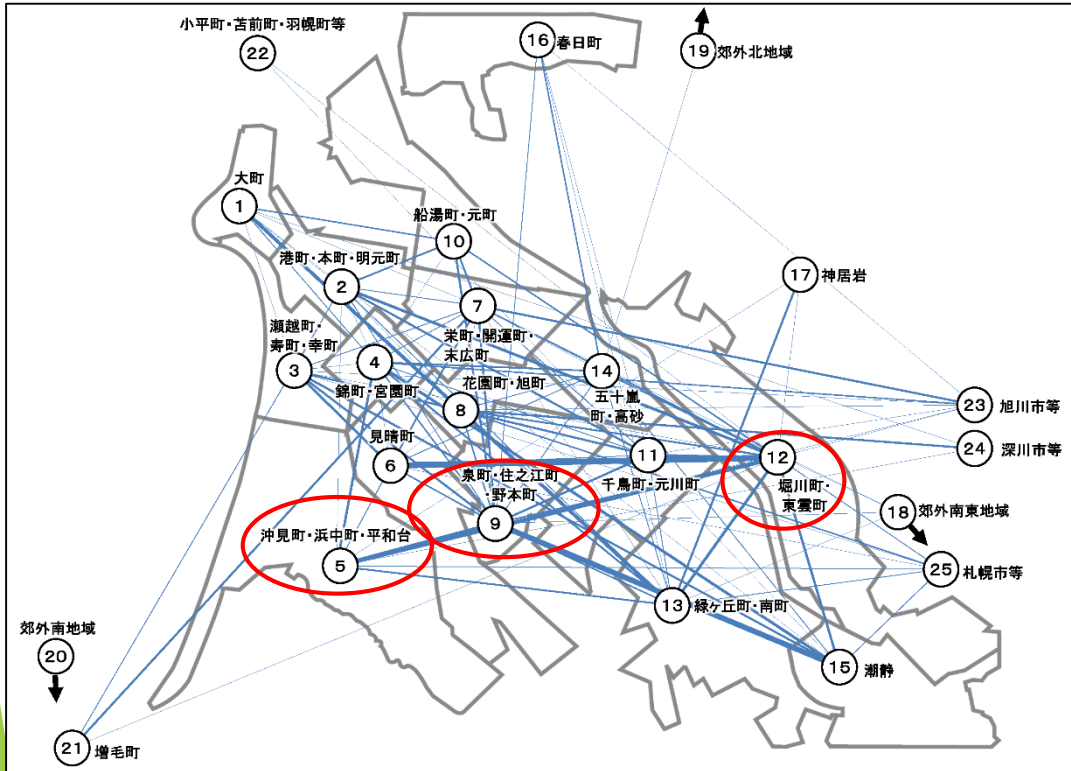 小平町・苫前町・羽幌町等
22
16
春日町
19
郊外北地域
大町
1
船湯町・元町
10
港町・本町・明元町
2
17
神居岩
7
栄町・開運町・
末広町
瀬越町・
寿町・幸町
3
4
錦町・宮園町
花園町・旭町
8
14
五十嵐
町・高砂
23
旭川市等
24
深川市等
見晴町
6
11
千鳥町・元川町
12
堀川町・
東雲町
泉町・住之江町
・野本町
9
18
郊外南東地域
沖見町・浜中町・平和台
5
25
札幌市等
13
緑ヶ丘町・南町
郊外南地域
20
15
潮静
21
増毛町